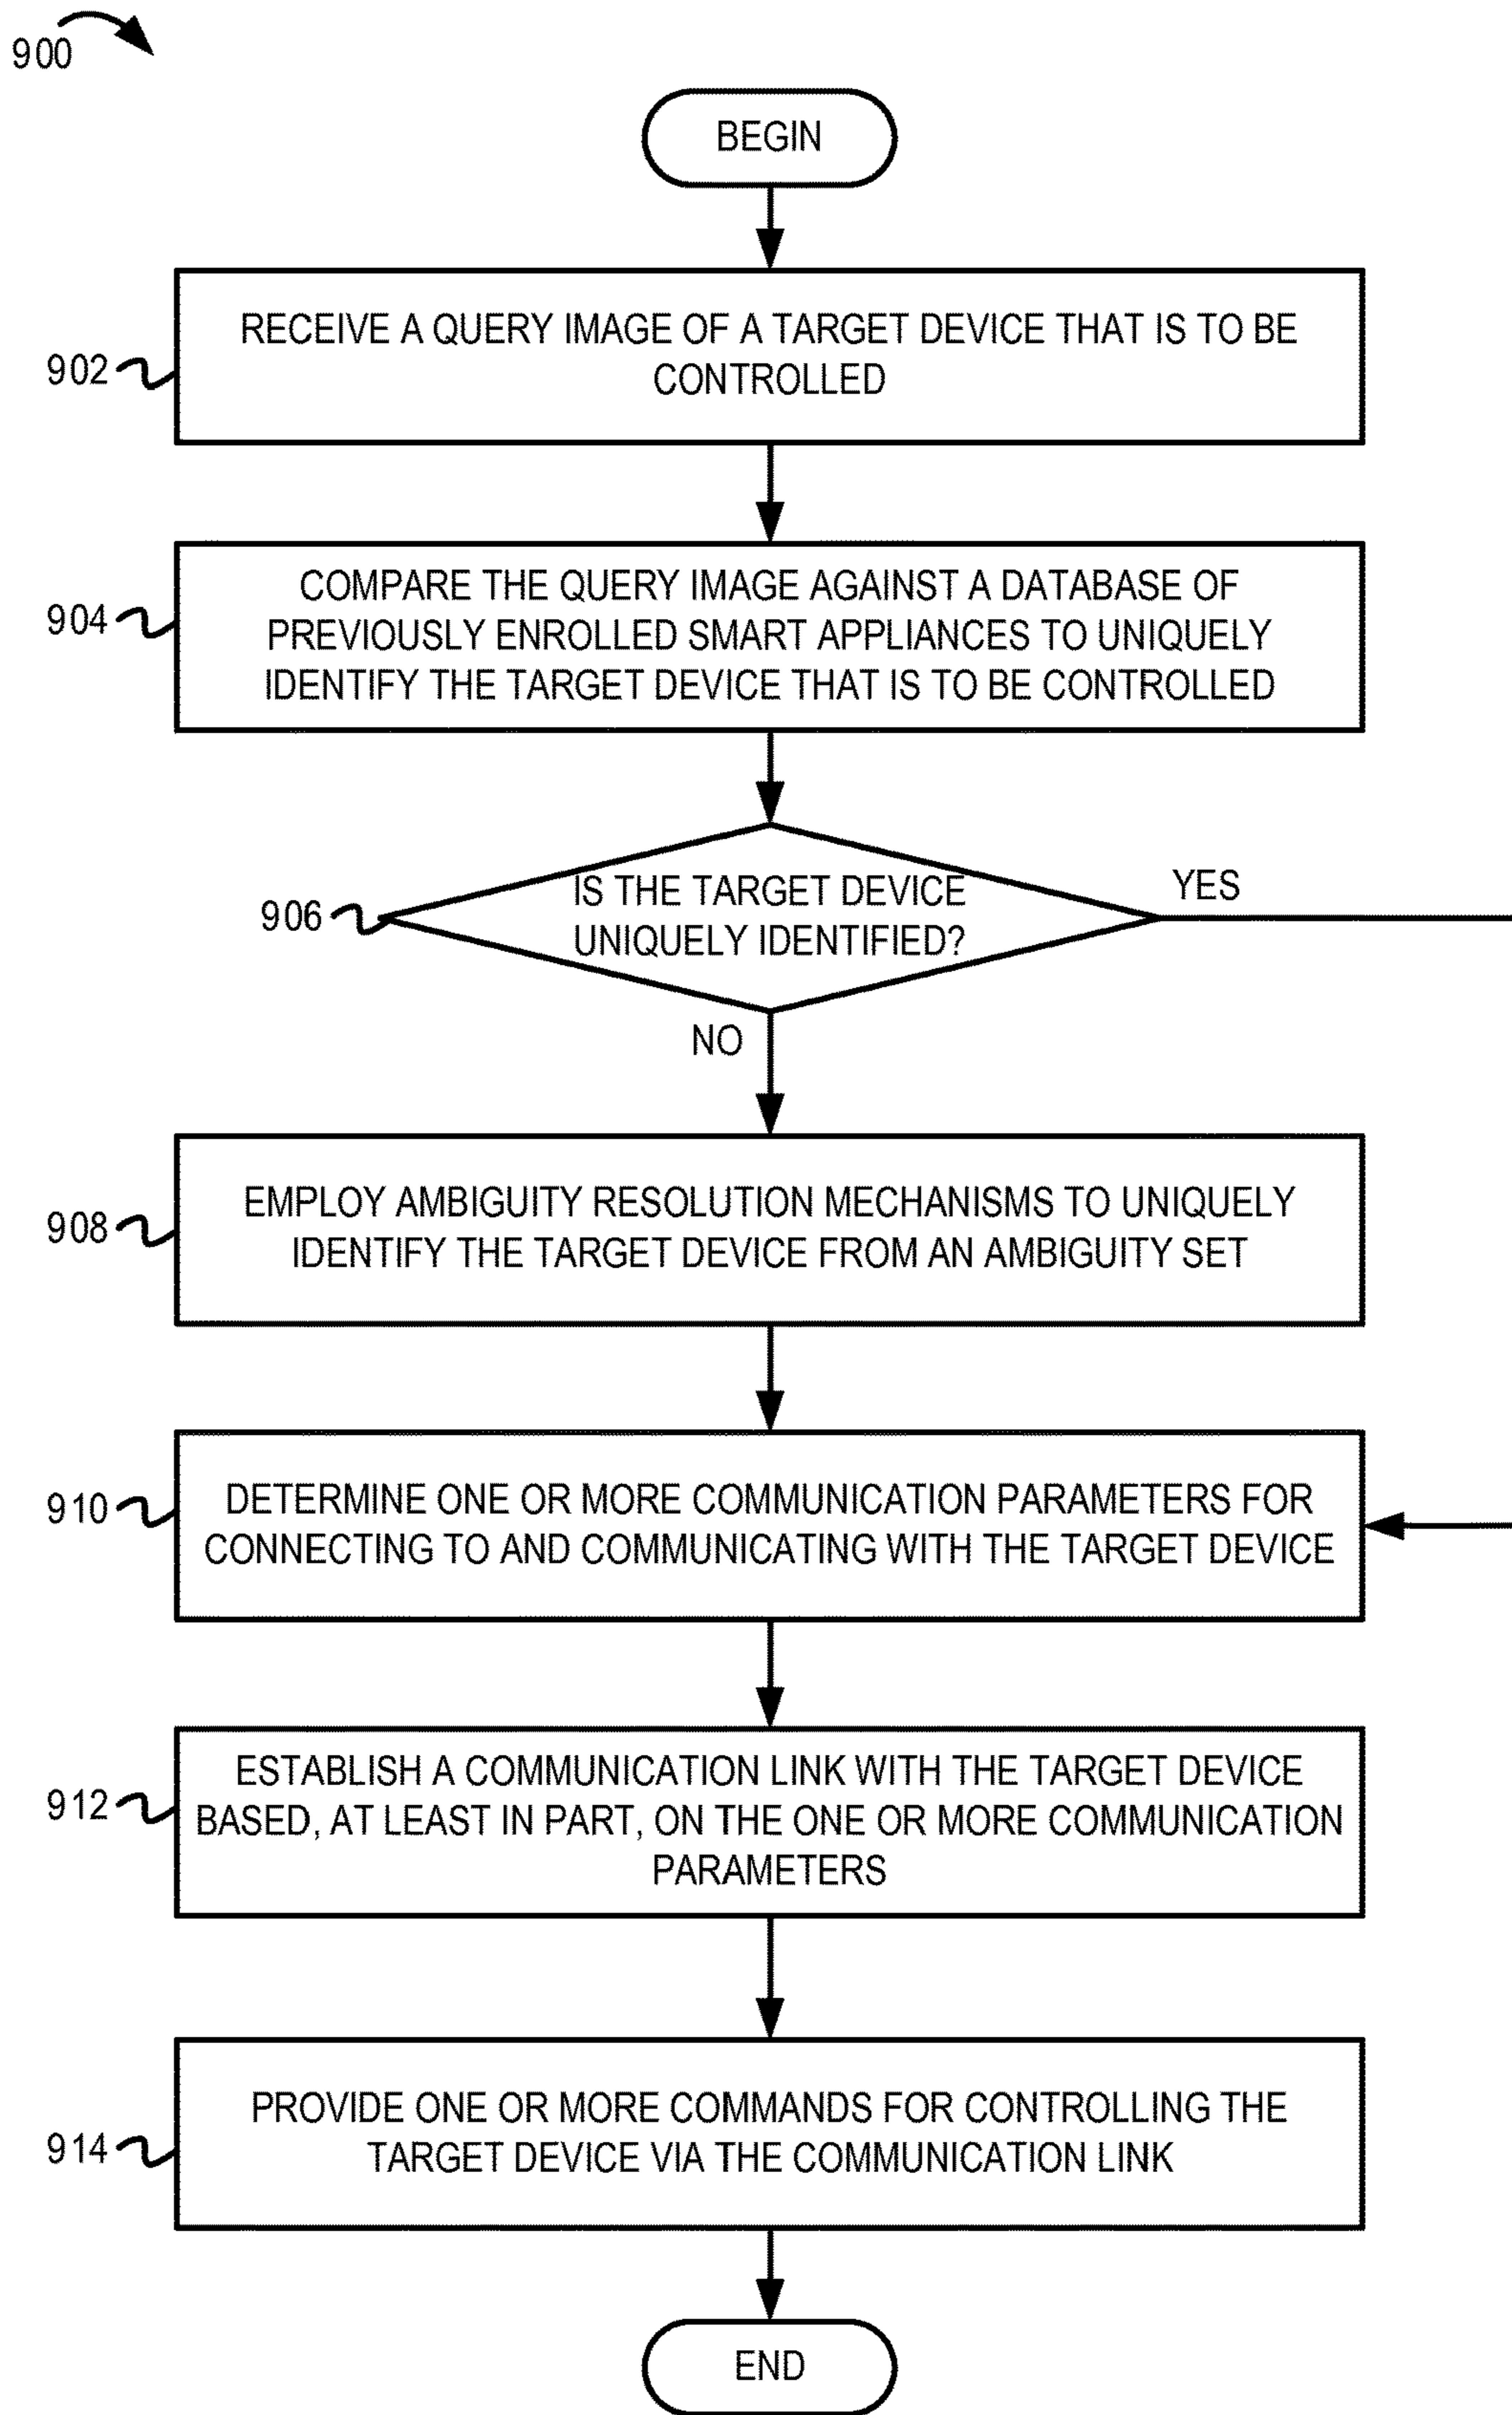 900
BEGIN
RECEIVE A QUERY IMAGE OF A TARGET DEVICE THAT IS TO BE
CONTROLLED
902
COMPARE THE QUERY IMAGE AGAINST A DATABASE OF
PREVIOUSLY ENROLLED SMART APPLIANCES TO UNIQUELY
IDENTIFY THE TARGET DEVICE THAT IS TO BE CONTROLLED
904
IS THE TARGET DEVICE
UNIQUELY IDENTIFIED?
906
YES
NO
EMPLOY AMBIGUITY RESOLUTION MECHANISMS TO UNIQUELY
IDENTIFY THE TARGET DEVICE FROM AN AMBIGUITY SET
908
DETERMINE ONE OR MORE COMMUNICATION PARAMETERS FOR
CONNECTING TO AND COMMUNICATING WITH THE TARGET DEVICE
910
ESTABLISH A COMMUNICATION LINK WITH THE TARGET DEVICE
BASED, AT LEAST IN PART, ON THE ONE OR MORE COMMUNICATION
PARAMETERS
912
PROVIDE ONE OR MORE COMMANDS FOR CONTROLLING THE
TARGET DEVICE VIA THE COMMUNICATION LINK
914
END